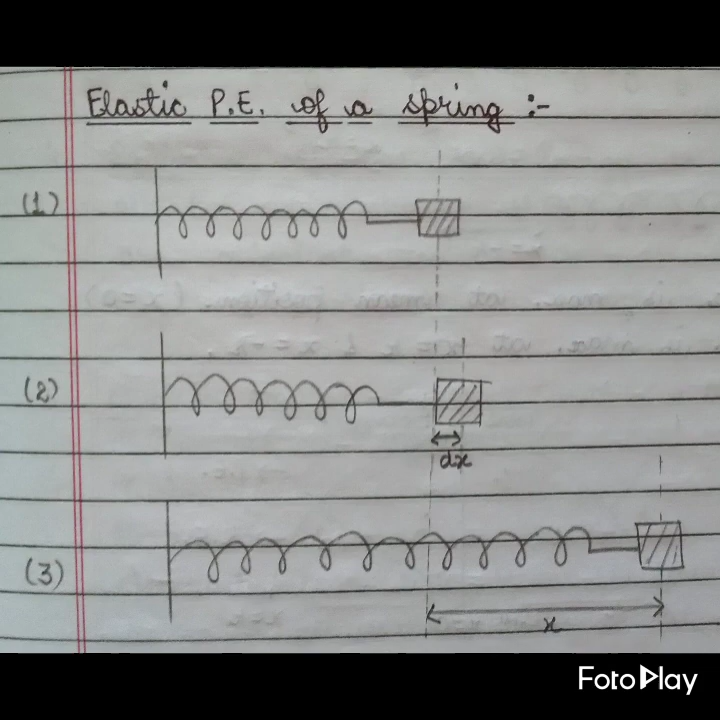 Elastic P.E. of a spring :-
(1)
(2)
dx
(3)
x
FotoPlay